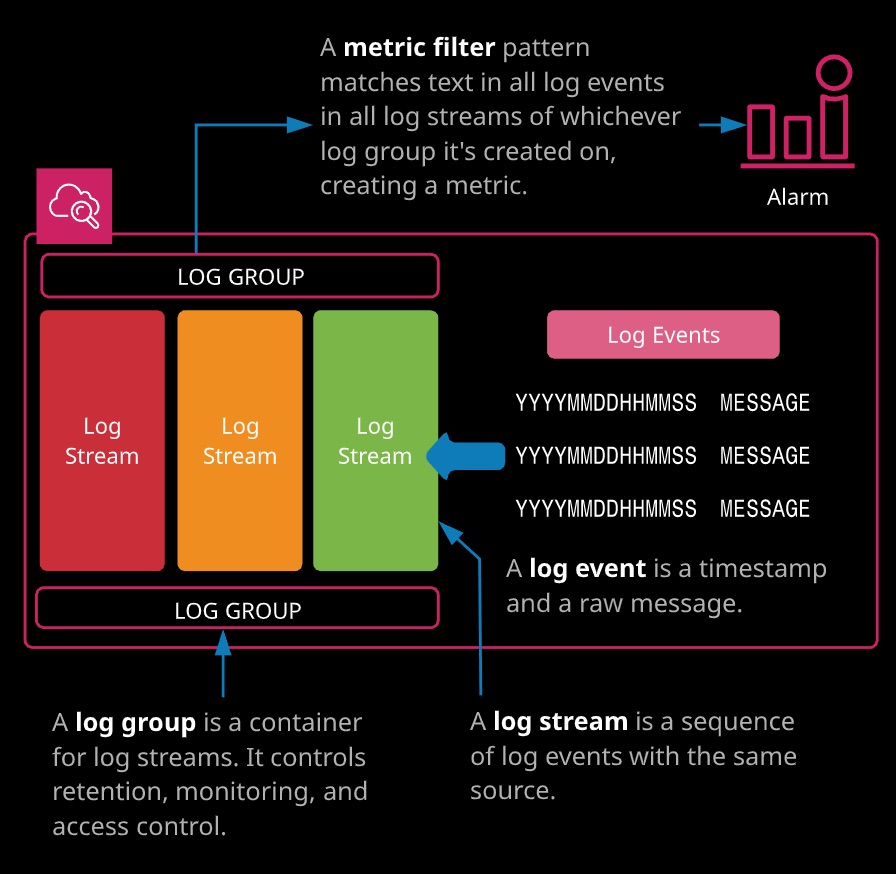 A metric filter pattern
matches text in all log events
in all log streams of whichever
log group it's created on,
creating a metric.
Alarm
LOG GROUP
Log
Stream
Log
Stream
Log
Stream
Log Events
YYYYMMDDHHMMSS MESSAGE
YYYYMMDDHHMMSS MESSAGE
YYYYMMDDHHMMSS MESSAGE
A log event is a timestamp
and a raw message.
LOG GROUP
A log group is a container
for log streams. It controls
retention, monitoring, and
access control.
A log stream is a sequence
of log events with the same
source.